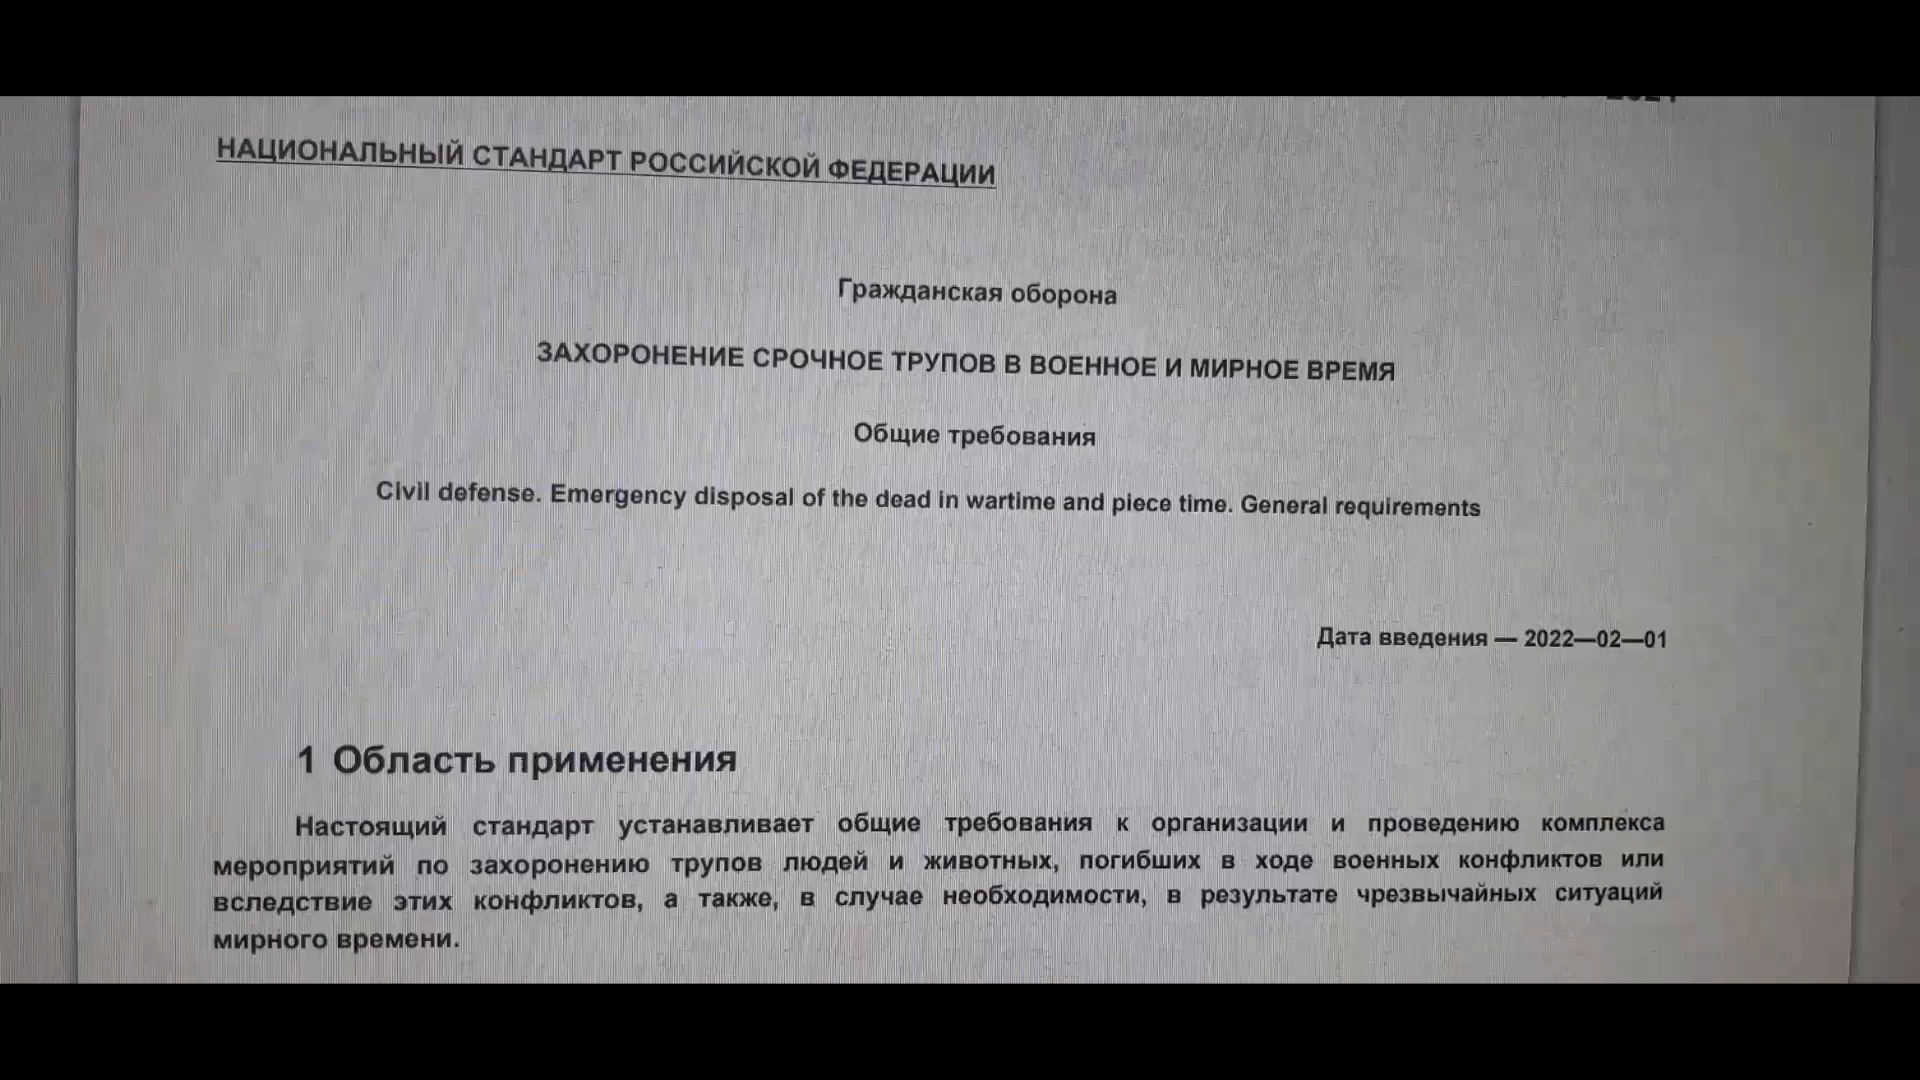 НАЦИОНАЛЬНЫЙ СТАНДАРТ РОССИЙСКОЙ ФЕДЕРАЦИИ
Гражданская оборона
ЗАХОРОНЕНИЕ СРОЧНОЕ ТРУПОВ В ВОЕННОЕ И МИРНОЕ ВРЕМЯ
Общие требования
Civil defense. Emergency disposal of the dead in wartime and piece time. General requirements
Дата введения — 2022—02—01
1 Область применения
Настоящий стандарт устанавливает общие требования к организации и проведению комплекса
мероприятий по захоронению трупов людей и животных, погибших в ходе военных конфликтов или
вследствие этих конфликтов, а также, в случае необходимости, в результате чрезвычайных ситуаций
мирного времени.